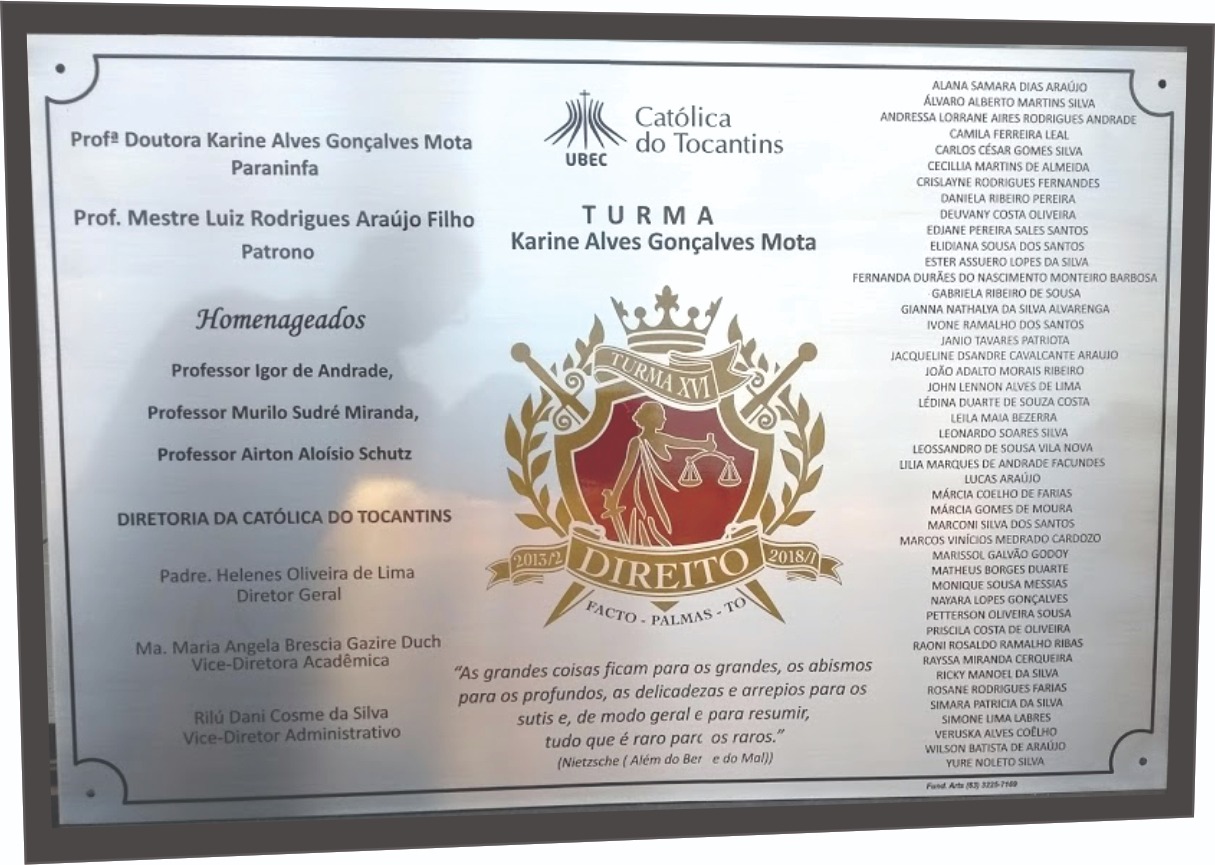 Profª Doutora Karine Alves Gonçalves Mota
Paraninfa
Prof. Mestre Luiz Rodrigues Araújo Filho
Patrono
Homenageados
Professor Igor de Andrade,
Professor Murilo Sudré Miranda,
Professor Airton Aloísio Schutz
DIRETORIA DA CATÓLICA DO TOCANTINS
Padre. Helenes Oliveira de Lima
Diretor Geral
Ma. Maria Angela Brescia Gazire Duch
Vice-Diretora Acadêmica
Rilú Dani Cosme da Silva
Vice-Diretor Administrativo
UBEC
Católica
do Tocantins
TURMA
Karine Alves Gonçalves Mota
TURMA XVI
2013/2 DIREITO 2018/1
FACTO - PALMAS - TO
“As grandes coisas ficam para os grandes, os abismos
para os profundos, as delicadezas e arrepios para os
sutis e, de modo geral e para resumir,
tudo que é raro para os raros.”
(Nietzsche ( Além do Ber e do Mal))
ALANA SAMARA DIAS ARAÚJO
ÁLVARO ALBERTO MARTINS SILVA
ANDRESSA LORRANE AIRES RODRIGUES ANDRADE
CAMILA FERREIRA LEAL
CARLOS CÉSAR GOMES SILVA
CECILLIA MARTINS DE ALMEIDA
CRISLAYNE RODRIGUES FERNANDES
DANIELA RIBEIRO PEREIRA
DEUVANY COSTA OLIVEIRA
EDJANE PEREIRA SALES SANTOS
ELIDIANA SOUSA DOS SANTOS
ESTER ASSUERO LOPES DA SILVA
FERNANDA DURÃES DO NASCIMENTO MONTEIRO BARBOSA
GABRIELA RIBEIRO DE SOUSA
GIANNA NATHALYA DA SILVA ALVARENGA
IVONE RAMALHO DOS SANTOS
JANIO TAVARES PATRIOTA
JACQUELINE DSANDRE CAVALCANTE ARAUJO
JOÃO ADALTO MORAIS RIBEIRO
JOHN LENNON ALVES DE LIMA
LÉDINA DUARTE DE SOUZA COSTA
LEILA MAIA BEZERRA
LEONARDO SOARES SILVA
LEOSSANDRO DE SOUSA VILA NOVA
LILIA MARQUES DE ANDRADE FACUNDES
LUCAS ARAÚJO
MÁRCIA COELHO DE FARIAS
MÁRCIA GOMES DE MOURA
MARCONI SILVA DOS SANTOS
MARCOS VINÍCIOS MEDRADO CARDOZO
MARISSOL GALVÃO GODOY
MATHEUS BORGES DUARTE
MONIQUE SOUSA MESSIAS
NAYARA LOPES GONÇALVES
PETTERSON OLIVEIRA SOUSA
PRISCILA COSTA DE OLIVEIRA
RAONI ROSALDO RAMALHO RIBAS
RAYSSA MIRANDA CERQUEIRA
RICKY MANOEL DA SILVA
ROSANE RODRIGUES FARIAS
SIMARA PATRICIA DA SILVA
SIMONE LIMA LABRES
VERUSKA ALVES COÊLHO
WILSON BATISTA DE ARAÚJO
YURE NOLETO SILVA
Fund. Arte (63) 3225-7169